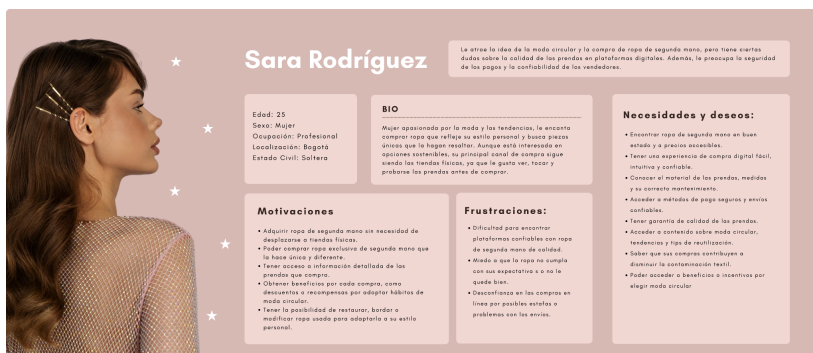 Sara Rodríguez
Le atrae la idea de la moda circular y la compra de ropa de segunda mano, pero tiene ciertas
dudas sobre la calidad de las prendas en plataformas digitales. Además, le preocupa la seguridad
de los pagos y la confiabilidad de los vendedores.
Edad: 25
Sexo: Mujer
Ocupación: Profesional
Localización: Bogotá
Estado Civil: Soltera
BIO
Mujer apasionada por la moda y las tendencias, le encanta
comprar ropa que refleje su estilo personal y busca piezas
únicas que la hagan resaltar. Aunque está interesada en
opciones sostenibles, su principal canal de compra sigue
siendo las tiendas físicas, ya que le gusta ver, tocar y
probarse las prendas antes de comprar.
Motivaciones
• Adquirir ropa de segunda mano sin necesidad de
desplazarse a tiendas físicas.
• Poder comprar ropa exclusiva de segunda mano que
la hace única y diferente.
• Tener acceso a información detallada de las
prendas que compra.
• Obtener beneficios por cada compra, como
descuentos o recompensas por adoptar hábitos de
moda circular.
• Tener la posibilidad de restaurar, bordar o
modificar ropa usada para adaptarla a su estilo
personal.
Frustraciones:
• Dificultad para encontrar
plataformas confiables con ropa
de segunda mano de calidad.
• Miedo a que la ropa no cumpla
con sus expectativa s o no le
quede bien.
• Desconfianza en las compras en
línea por posibles estafas o
problemas con los envíos.
Necesidades y deseos:
• Encontrar ropa de segunda mano en buen
estado y a precios accesibles.
• Tener una experiencia de compra digital fácil,
intuitiva y confiable.
• Conocer el material de las prendas, medidas
y su correcto mantenimiento.
• Acceder a métodos de pago seguros y envíos
confiables.
• Tener garantía de calidad de las prendas.
• Acceder a contenido sobre moda circular,
tendencias y tips de reutilización.
• Saber que sus compras contribuyen a
disminuir la contaminación textil.
• Poder acceder a beneficios o incentivos por
elegir moda circular